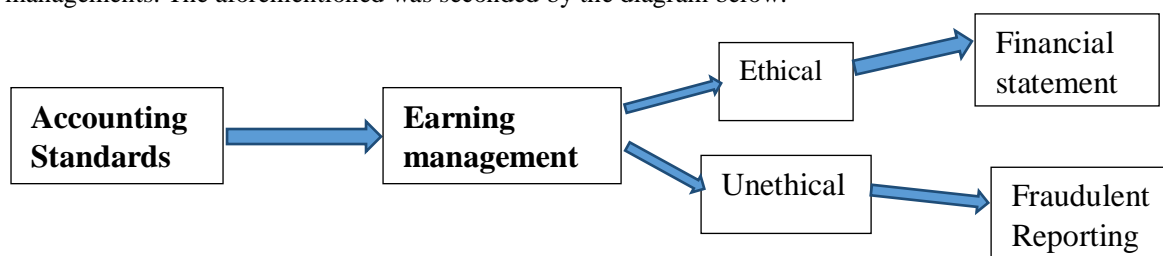 managements. The aforementioned was seconded by the diagram below.
Accounting
Standards
Earning
management
Ethical
Financial
statement
Unethical
Fraudulent
Reporting